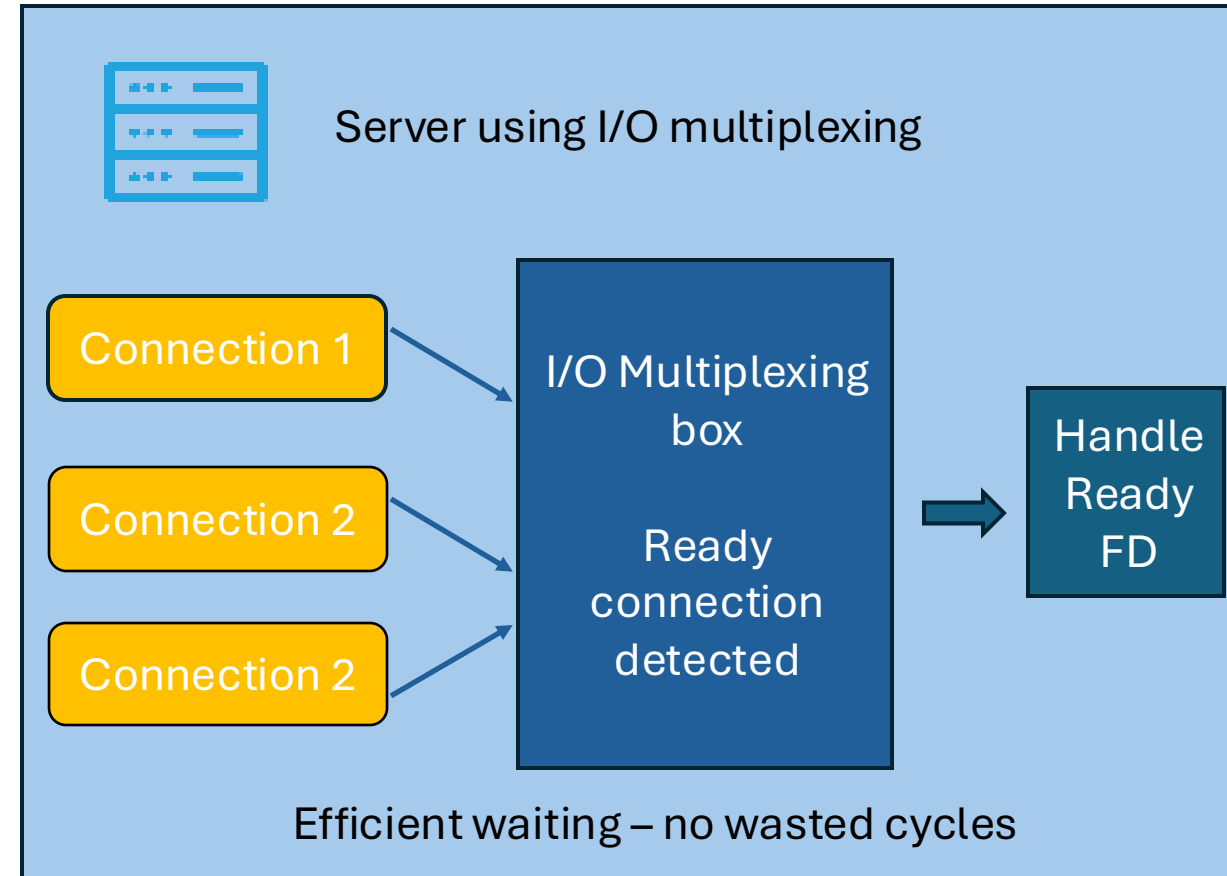 Server using I/O multiplexing
Connection 1
Connection 2
Connection 2
I/O Multiplexing
box
Ready
connection
detected
Handle
Ready
FD
Efficient waiting – no wasted cycles